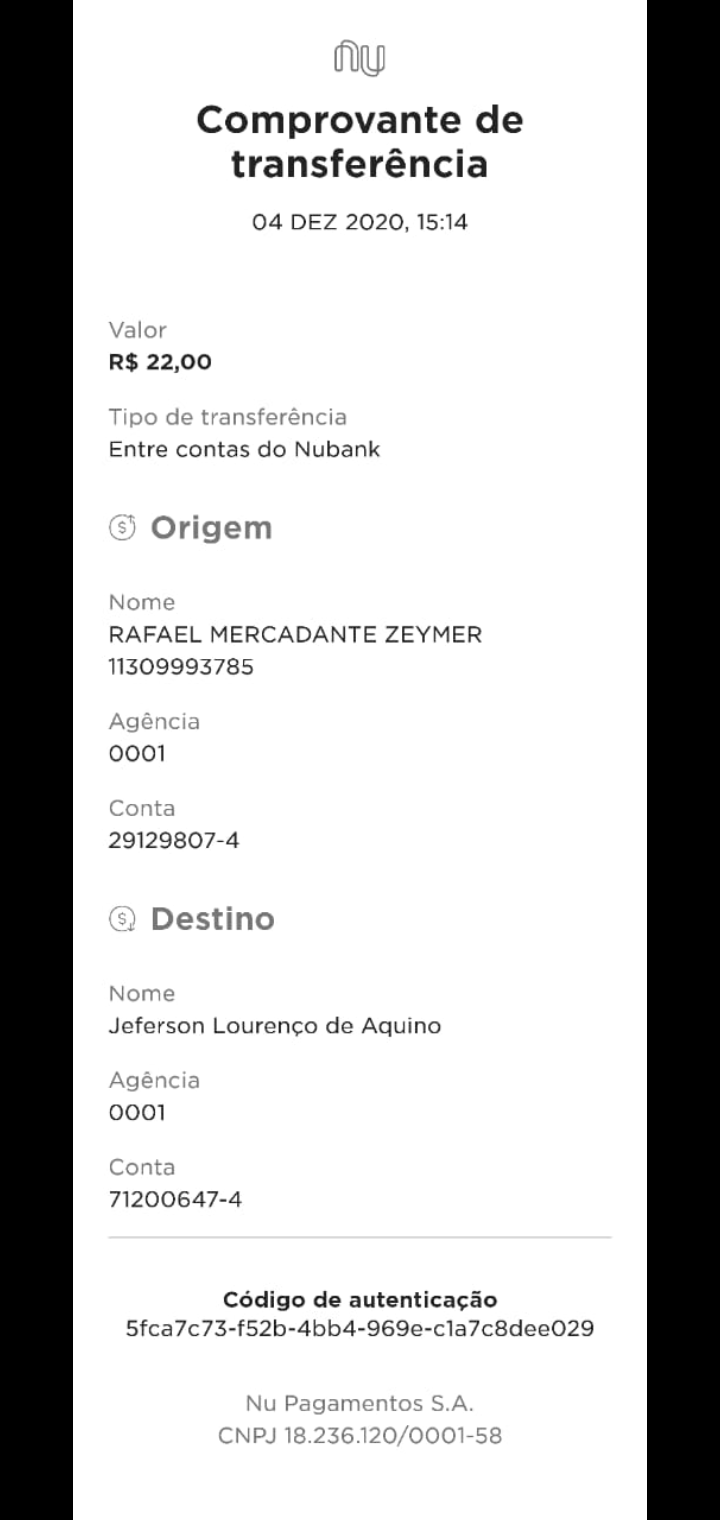 nu
Comprovante de
transferência
04 DEZ 2020, 15:14
Valor
R$ 22,00
Tipo de transferência
Entre contas do Nubank
Origem
Nome
RAFAEL MERCADANTE ZEYMER
11309993785
Agência
0001
Conta
29129807-4
Destino
Nome
Jeferson Lourenço de Aquino
Agência
0001
Conta
71200647-4
Código de autenticação
5fca7c73-f52b-4bb4-969e-c1a7c8dee029
Nu Pagamentos S.A.
CNPJ 18.236.120/0001-58